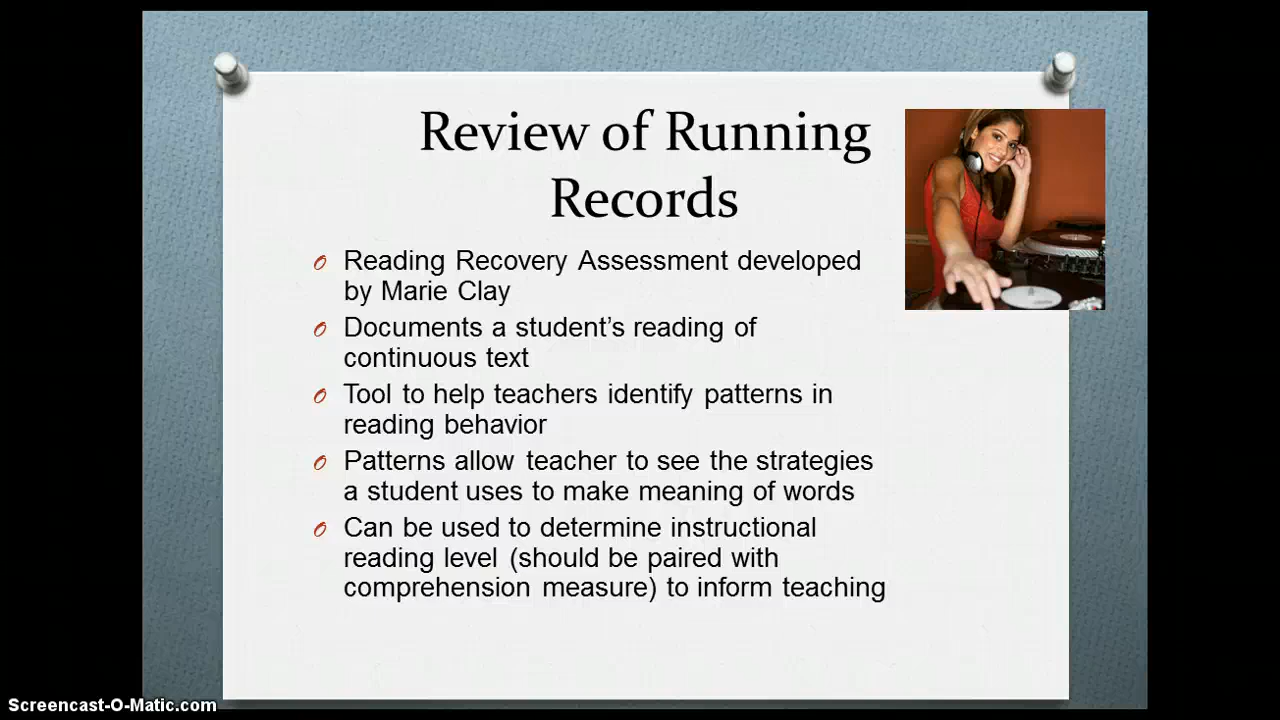 Review of Running
Records
Reading Recovery Assessment developed
by Marie Clay
Documents a student’s reading of
continuous text
Tool to help teachers identify patterns in
reading behavior
Patterns allow teacher to see the strategies
a student uses to make meaning of words
Can be used to determine instructional
reading level (should be paired with
comprehension measure) to inform teaching
Screencast-O-Matic.com